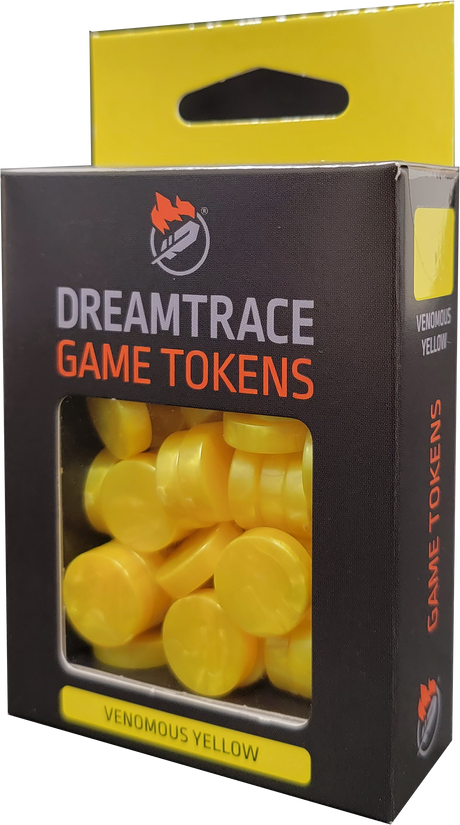 ®
DREAMTRACE
GAME TOKENS
VENOMOUS YELLOW
VENOMOUS
YELLOW
GAME TOKENS